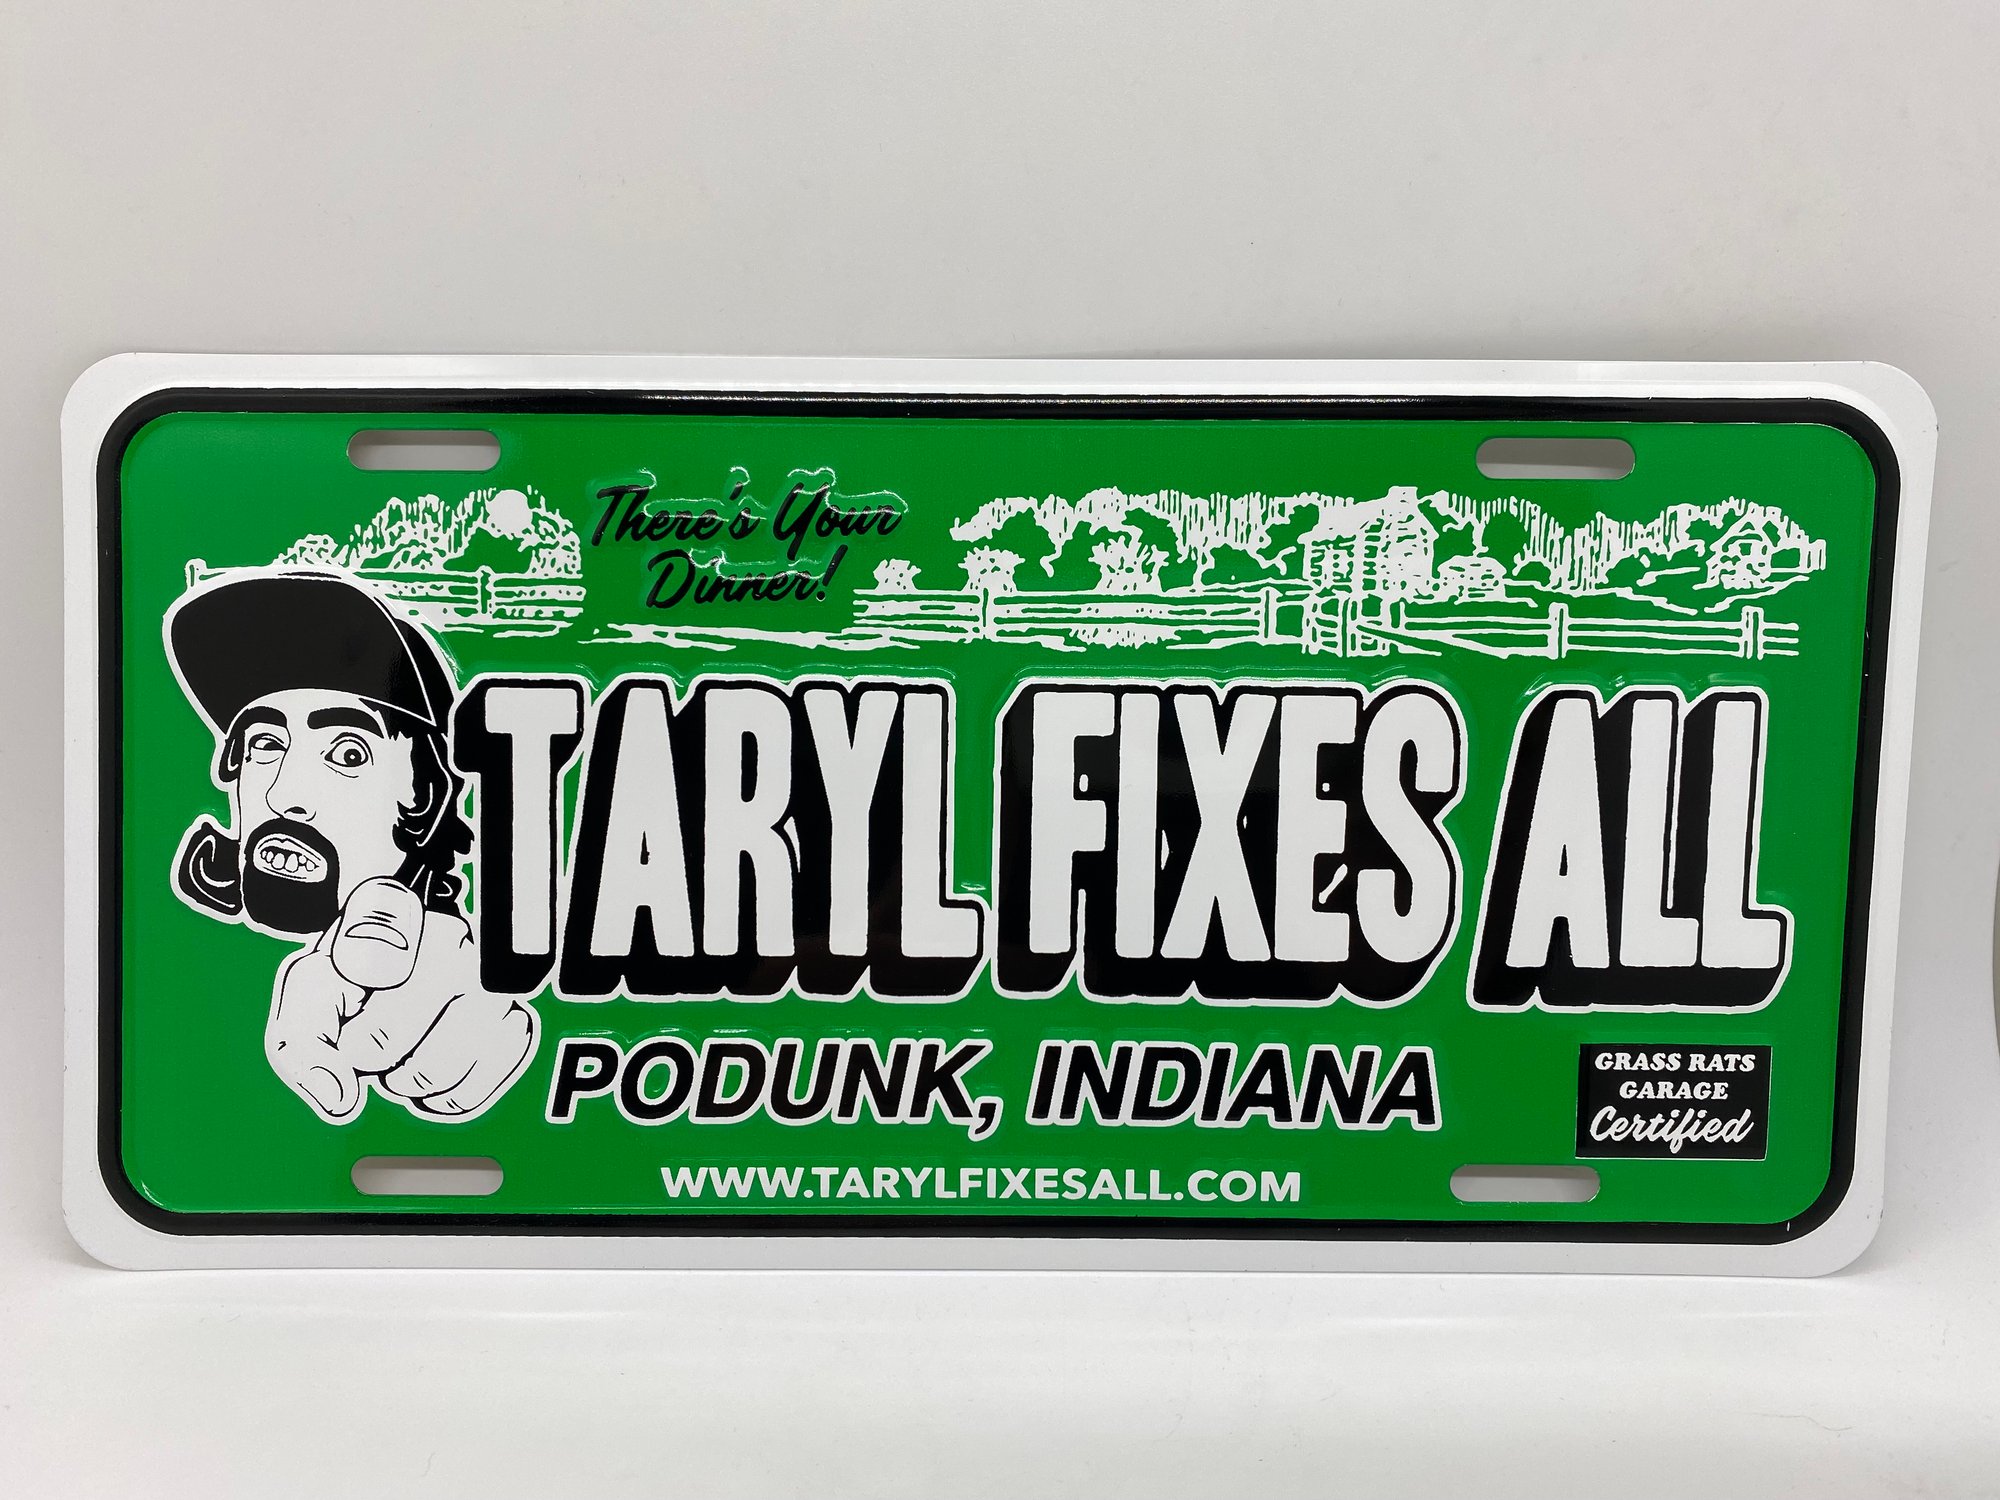 There's Your
Dinner!
TARYL FIXES ALL
PODUNK, INDIANA
GRASS RATS
GARAGE
Certified
WWW.TARYLFIXESALL.COM